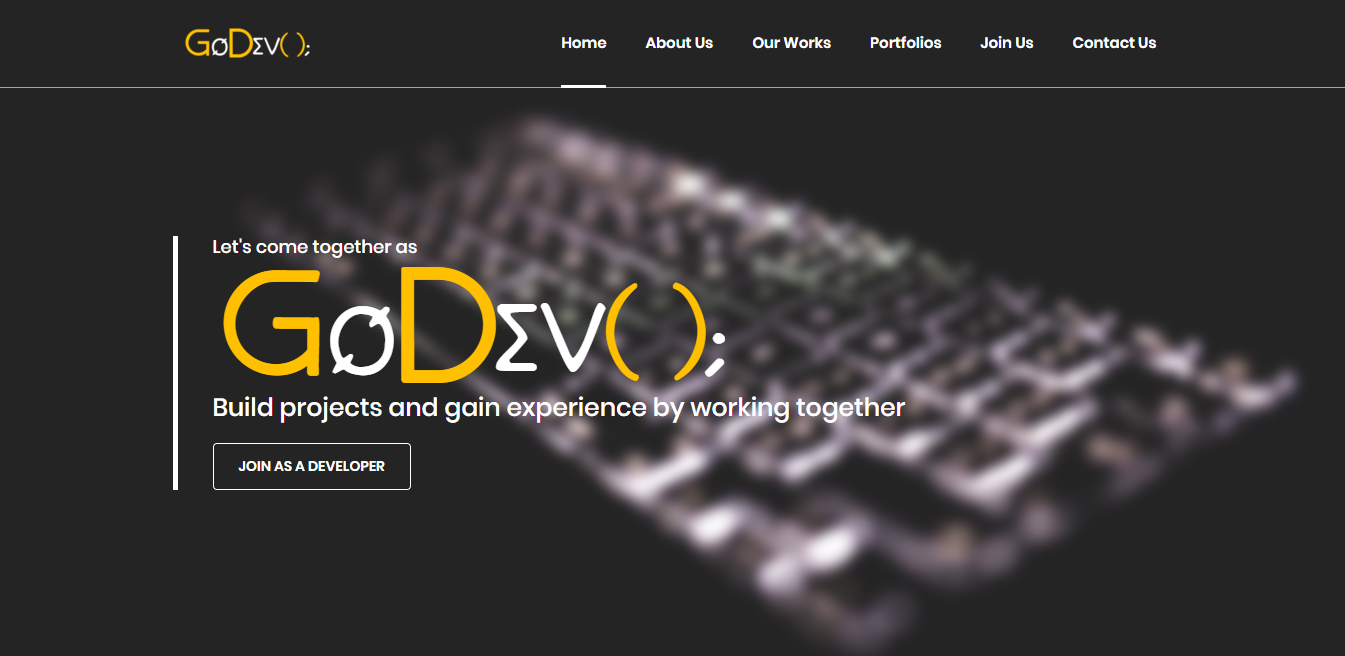 GøDΣV( );
Home About Us Our Works Portfolios Join Us Contact Us
Let's come together as
GøDΣV( );
Build projects and gain experience by working together
JOIN AS A DEVELOPER